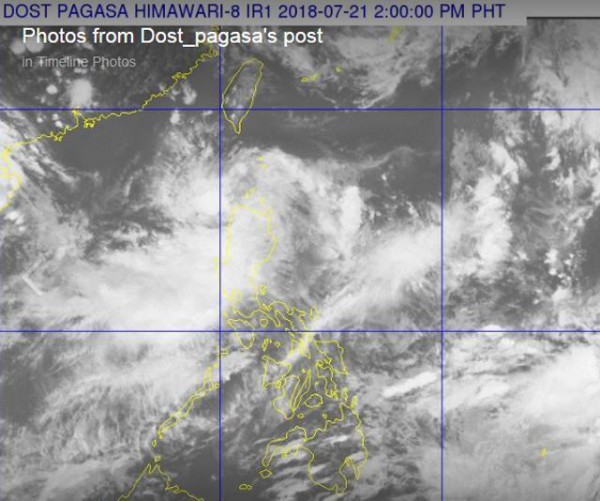 DOST PAGASA HIMAWARI-8 IR1 2018-07-21 2:00:00 PM PHT
Photos from Dost_pagasa's post
in Timeline Photos